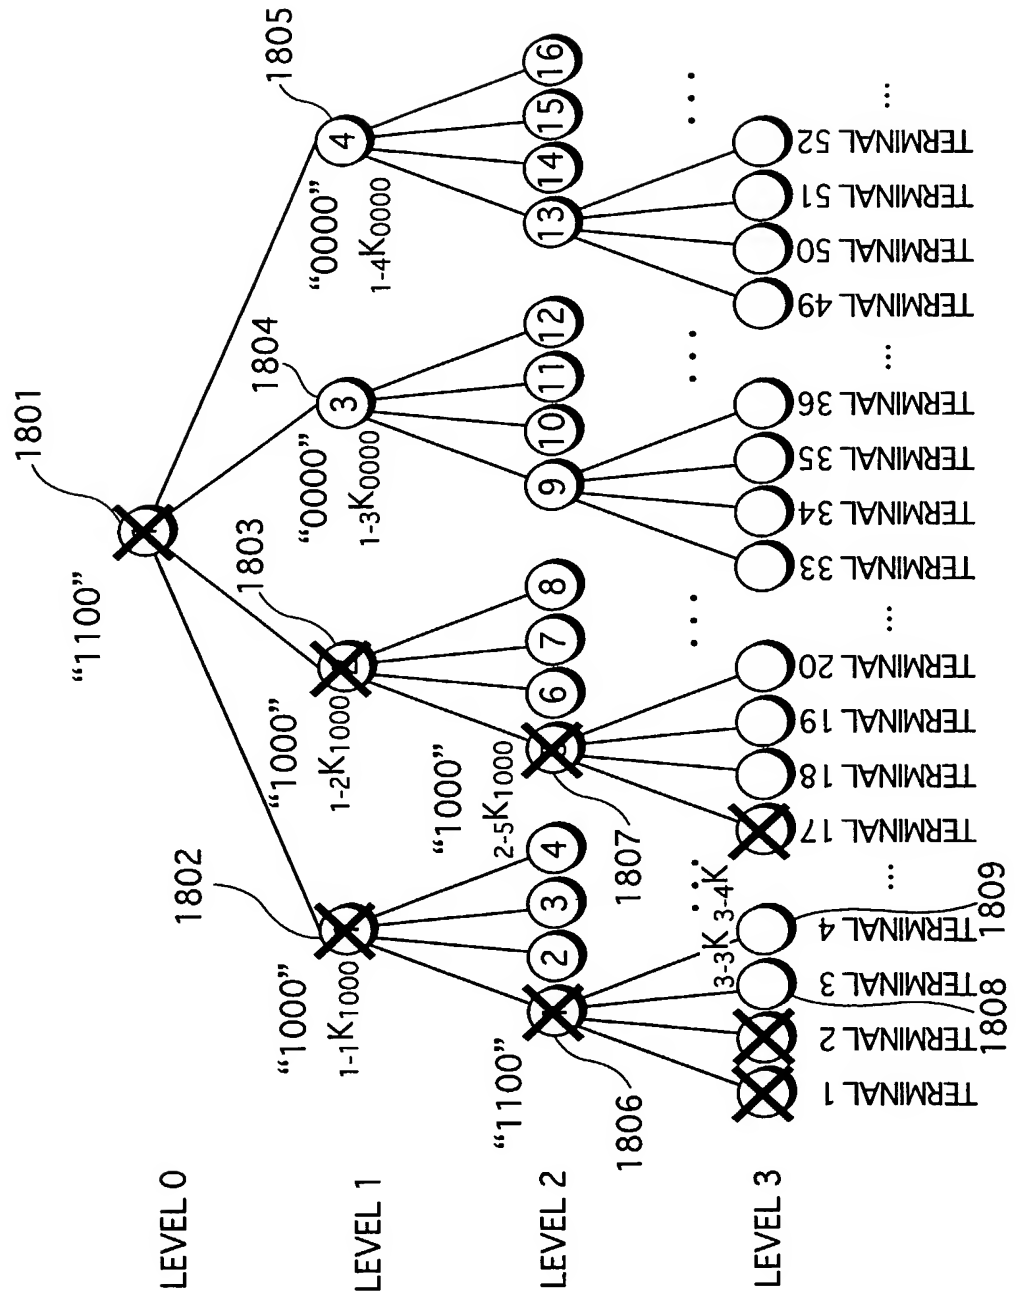 LEVEL 0
"1100"
1801
LEVEL 1
"1000"
1-1K1000
1802
"1000"
1-2K1000
1803
"0000"
1-3K0000
3
1804
"0000"
1-4K0000
4
1805
LEVEL 2
"1100"
1806
2
3
4
"1000"
2-5K1000
1807
6
7
8
9
10
11
12
13
14
15
16
LEVEL 3
3-3K
3-4K
...
...
...
...
TERMINAL 1
TERMINAL 2
TERMINAL 3
TERMINAL 4
...
TERMINAL 17
TERMINAL 18
TERMINAL 19
TERMINAL 20
...
TERMINAL 33
TERMINAL 34
TERMINAL 35
TERMINAL 36
...
TERMINAL 49
TERMINAL 50
TERMINAL 51
TERMINAL 52
...
1808
1809